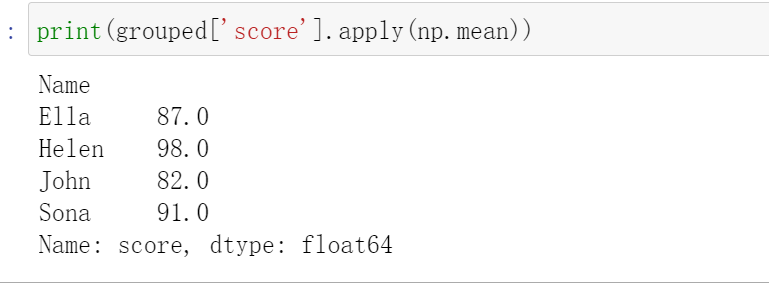 : print(grouped['score'].apply(np.mean))
Name
Ella     87.0
Helen    98.0
John     82.0
Sona     91.0
Name: score, dtype: float64